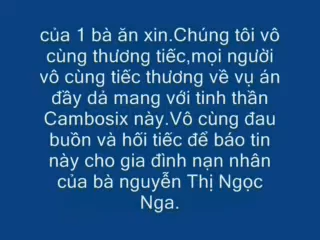 của 1 bà ăn xin.Chúng tôi vô
cùng thương tiếc,mọi người
vô cùng tiếc thương về vụ án
đầy dả mang với tinh thần
Cambosix này.Vô cùng đau
buồn và hối tiếc để báo tin
này cho gia đình nạn nhân
của bà nguyễn Thị Ngọc
Nga.